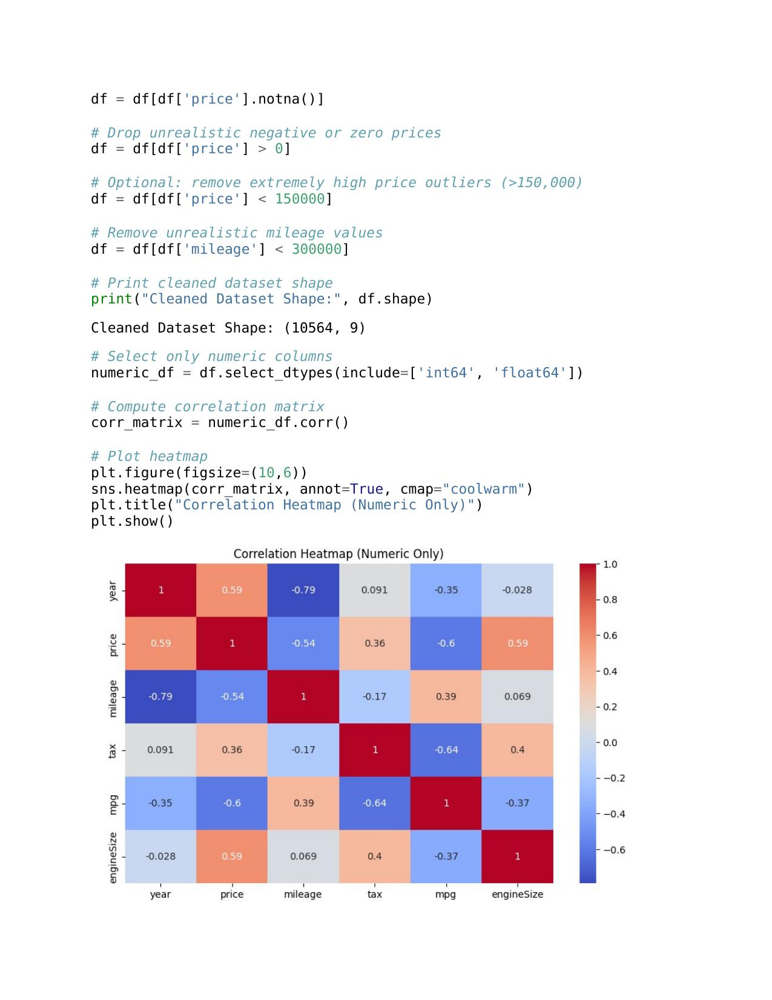 df = df[df['price'].notna()]
# Drop unrealistic negative or zero prices
df = df[df['price'] > 0]
# Optional: remove extremely high price outliers (>150,000)
df = df[df['price'] < 150000]
# Remove unrealistic mileage values
df = df[df['mileage'] < 300000]
# Print cleaned dataset shape
print("Cleaned Dataset Shape:", df.shape)
Cleaned Dataset Shape: (10564, 9)
# Select only numeric columns
numeric_df = df.select_dtypes(include=['int64', 'float64'])
# Compute correlation matrix
corr_matrix = numeric_df.corr()
# Plot heatmap
plt.figure(figsize=(10,6))
sns.heatmap(corr_matrix, annot=True, cmap="coolwarm")
plt.title("Correlation Heatmap (Numeric Only)")
plt.show()
Correlation Heatmap (Numeric Only)
year 1 0.59 -0.79 0.091 -0.35 -0.028
price 0.59 1 -0.54 0.36 -0.6 0.59
mileage -0.79 -0.54 1 -0.17 0.39 0.069
tax 0.091 0.36 -0.17 1 -0.64 0.4
mpg -0.35 -0.6 0.39 -0.64 1 -0.37
engineSize -0.028 0.59 0.069 0.4 -0.37 1
year price mileage tax mpg engineSize
1.0
0.8
0.6
0.4
0.2
0.0
−0.2
−0.4
−0.6